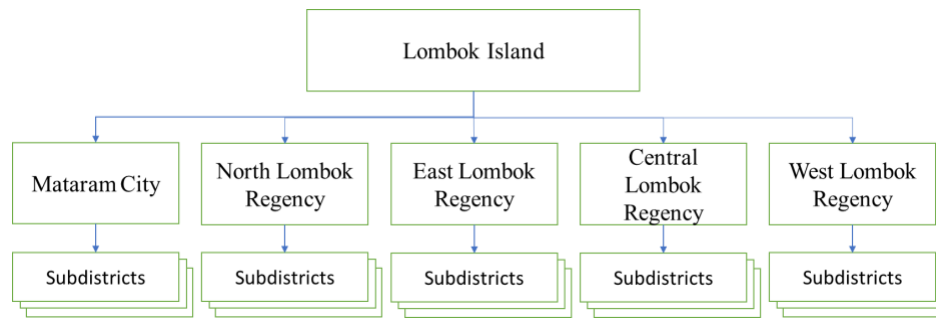 Lombok Island
Mataram City
North Lombok
Regency
East Lombok
Regency
Central
Lombok
Regency
West Lombok
Regency
Subdistricts
Subdistricts
Subdistricts
Subdistricts
Subdistricts